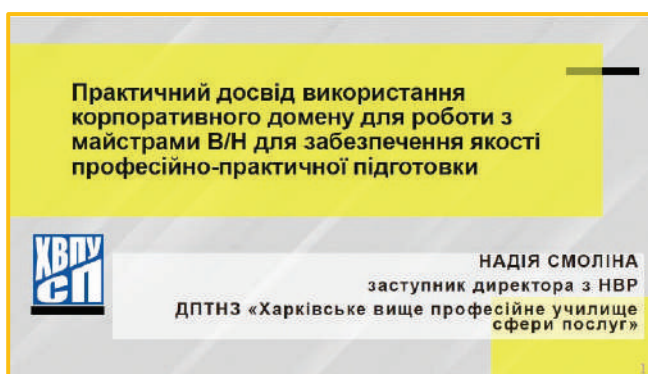 Практичний досвід використання
корпоративного домену для роботи з
майстрами В/Н для забезпечення якості
професійно-практичної підготовки
ХВПУ
СП
НАДІЯ СМОЛІНА
заступник директора з НВР
ДПТНЗ «Харківське вище професійне училище
сфери послуг»
1